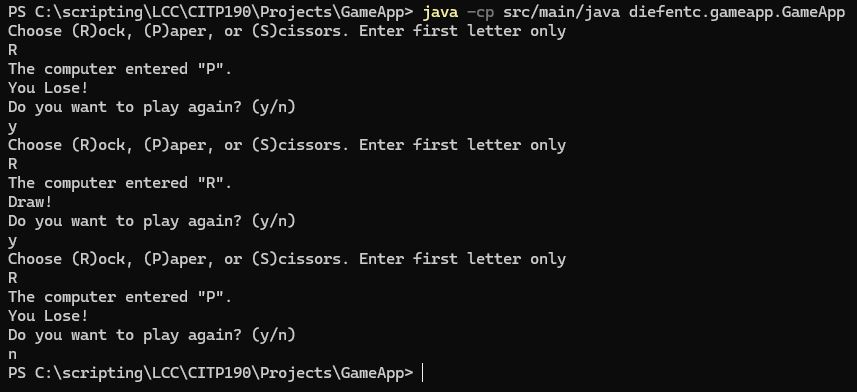 PS C:\scripting\LCC\CITP190\Projects\GameApp> java -cp src/main/java diefentc.gameapp.GameApp
Choose (R)ock, (P)aper, or (S)cissors. Enter first letter only
R
The computer entered "P".
You Lose!
Do you want to play again? (y/n)
y
Choose (R)ock, (P)aper, or (S)cissors. Enter first letter only
R
The computer entered "R".
Draw!
Do you want to play again? (y/n)
y
Choose (R)ock, (P)aper, or (S)cissors. Enter first letter only
R
The computer entered "P".
You Lose!
Do you want to play again? (y/n)
n
PS C:\scripting\LCC\CITP190\Projects\GameApp>